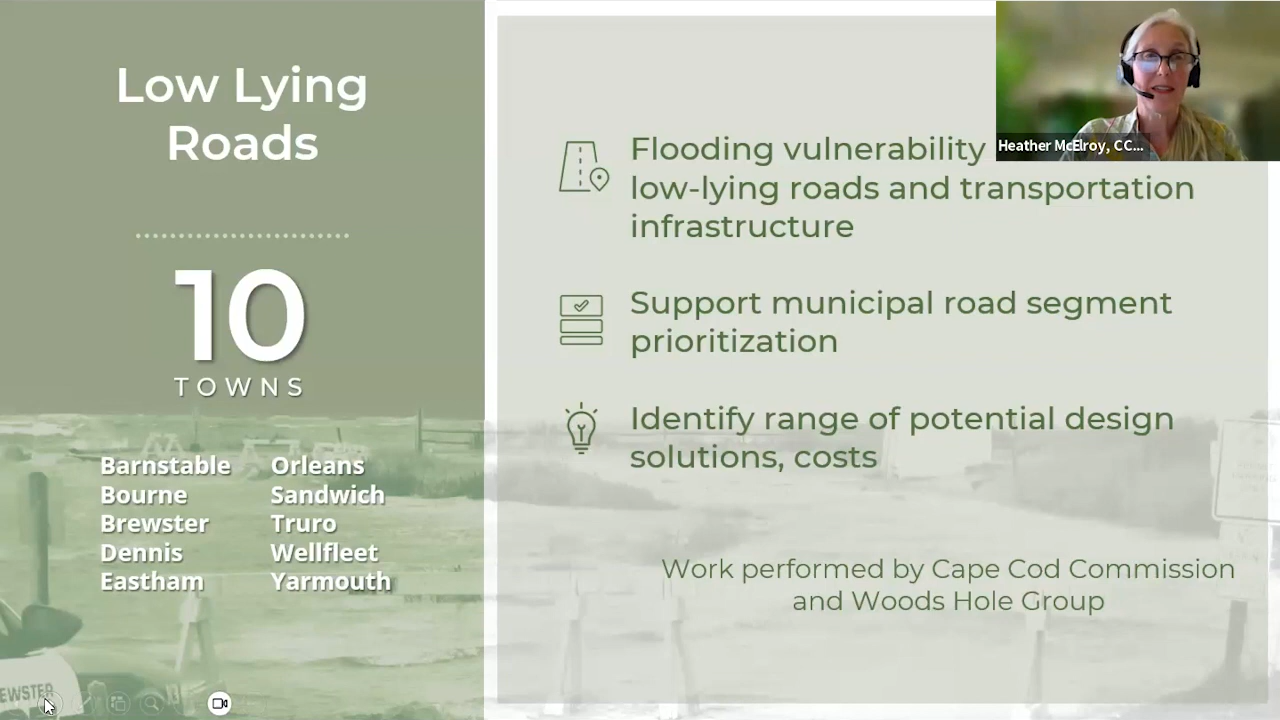 Low Lying
Roads
10
TOWNS
Barnstable
Bourne
Brewster
Dennis
Eastham
Orleans
Sandwich
Truro
Wellfleet
Yarmouth
Flooding vulnerability
low-lying roads and transportation
infrastructure
Support municipal road segment
prioritization
Identify range of potential design
solutions, costs
Work performed by Cape Cod Commission
and Woods Hole Group
Heather McElroy, CC...
EWSTER